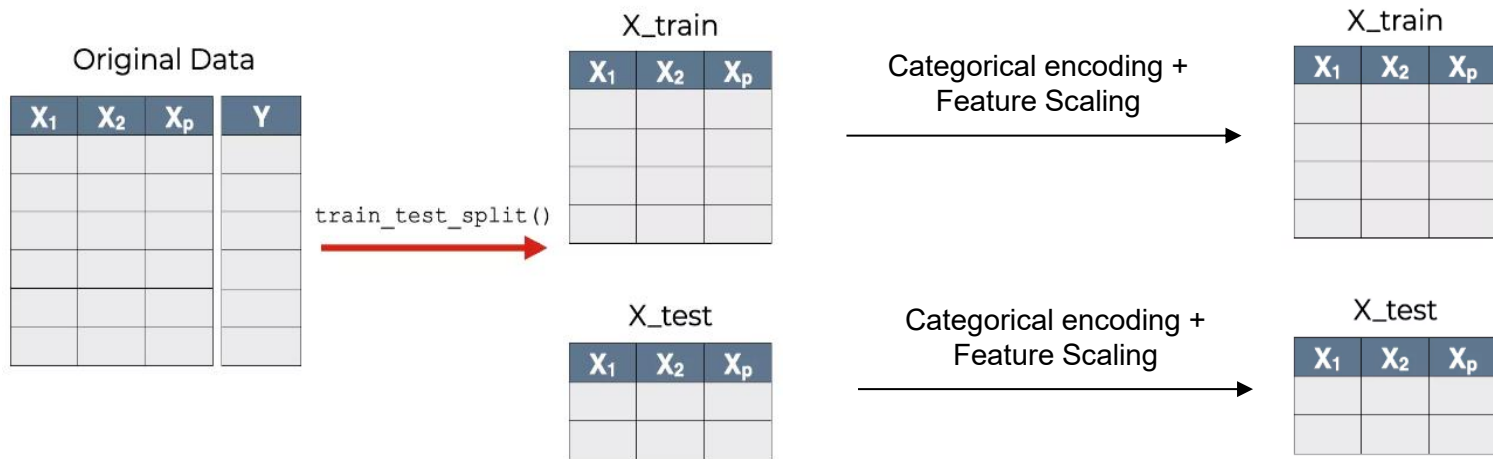 Original Data
X₁ X₂ Xₚ Y
train_test_split()
X_train
X₁ X₂ Xₚ
Categorical encoding +
Feature Scaling
X_train
X₁ X₂ Xₚ
X_test
X₁ X₂ Xₚ
Categorical encoding +
Feature Scaling
X_test
X₁ X₂ Xₚ